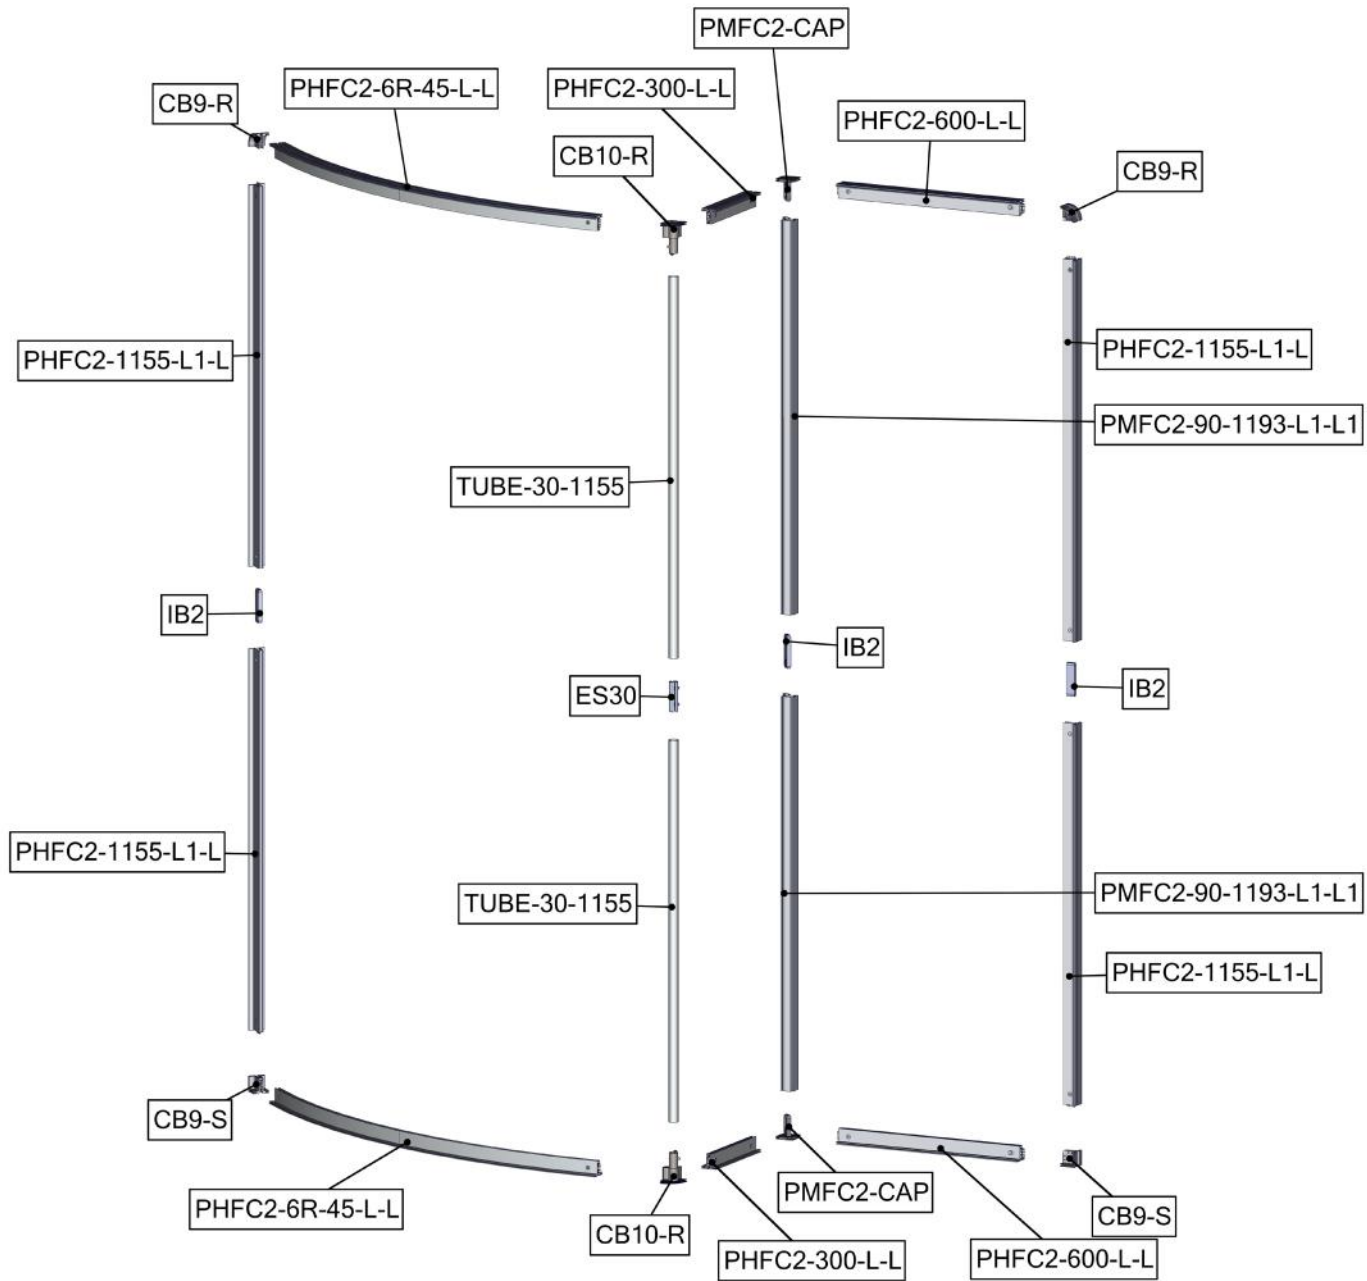 PMFC2-CAP
PHFC2-6R-45-L-L
PHFC2-300-L-L
CB9-R
PHFC2-600-L-L
CB10-R
CB9-R
PHFC2-1155-L1-L
PHFC2-1155-L1-L
PMFC2-90-1193-L1-L1
TUBE-30-1155
IB2
IB2
ES30
IB2
PHFC2-1155-L1-L
PMFC2-90-1193-L1-L1
TUBE-30-1155
PHFC2-1155-L1-L
CB9-S
PMFC2-CAP
PHFC2-6R-45-L-L
CB9-S
CB10-R
PHFC2-300-L-L
PHFC2-600-L-L